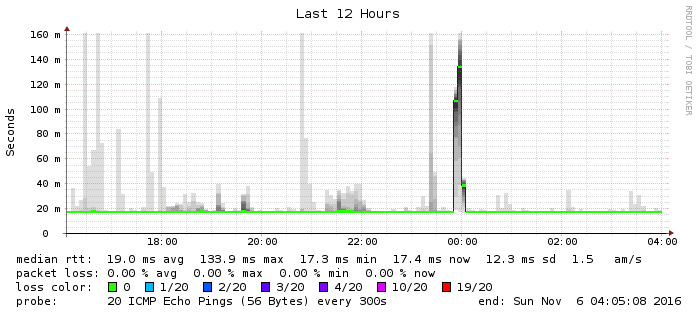 Last 12 Hours
RRDTOOL / TOBI OETIKER
Seconds
160 m
140 m
120 m
100 m
80 m
60 m
40 m
20 m
0
18:00 20:00 22:00 00:00 02:00 04:00
median rtt: 19.0 ms avg 133.9 ms max 17.3 ms min 17.4 ms now 12.3 ms sd 1.5 am/s
packet loss: 0.00 % avg 0.00 % max 0.00 % min 0.00 % now
loss color: 0 1/20 2/20 3/20 4/20 10/20 19/20
probe: 20 ICMP Echo Pings (56 Bytes) every 300s end: Sun Nov 6 04:05:08 2016